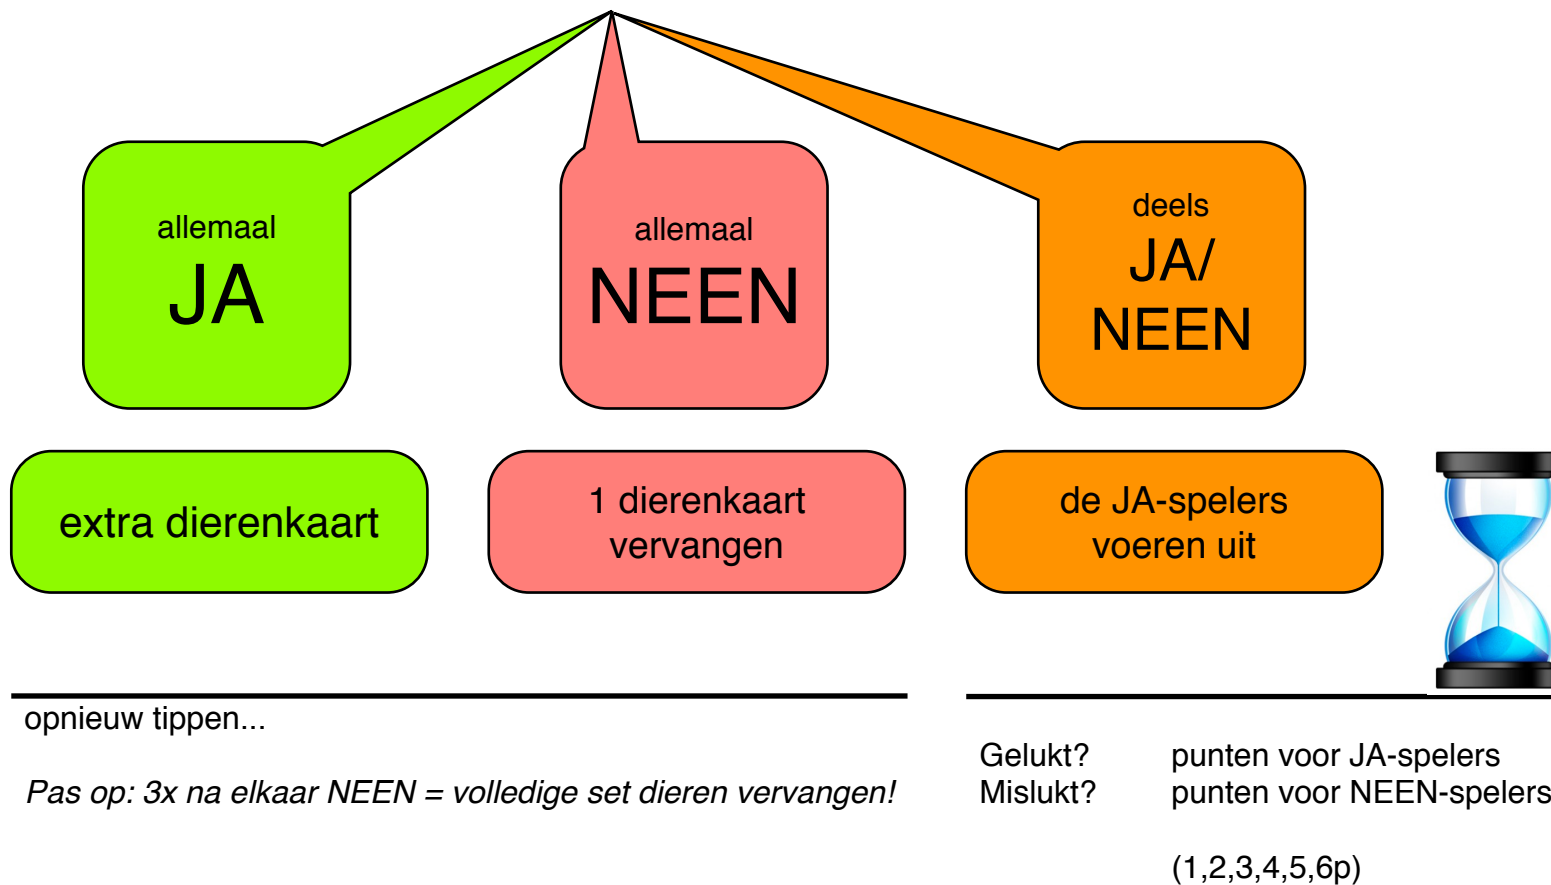 allemaal
JA
allemaal
NEEN
deels
JA/
NEEN
extra dierenkaart
1 dierenkaart
vervangen
de JA-spelers
voeren uit
opnieuw tippen...
Pas op: 3x na elkaar NEEN = volledige set dieren vervangen!
Gelukt? punten voor JA-spelers
Mislukt? punten voor NEEN-spelers
(1,2,3,4,5,6p)